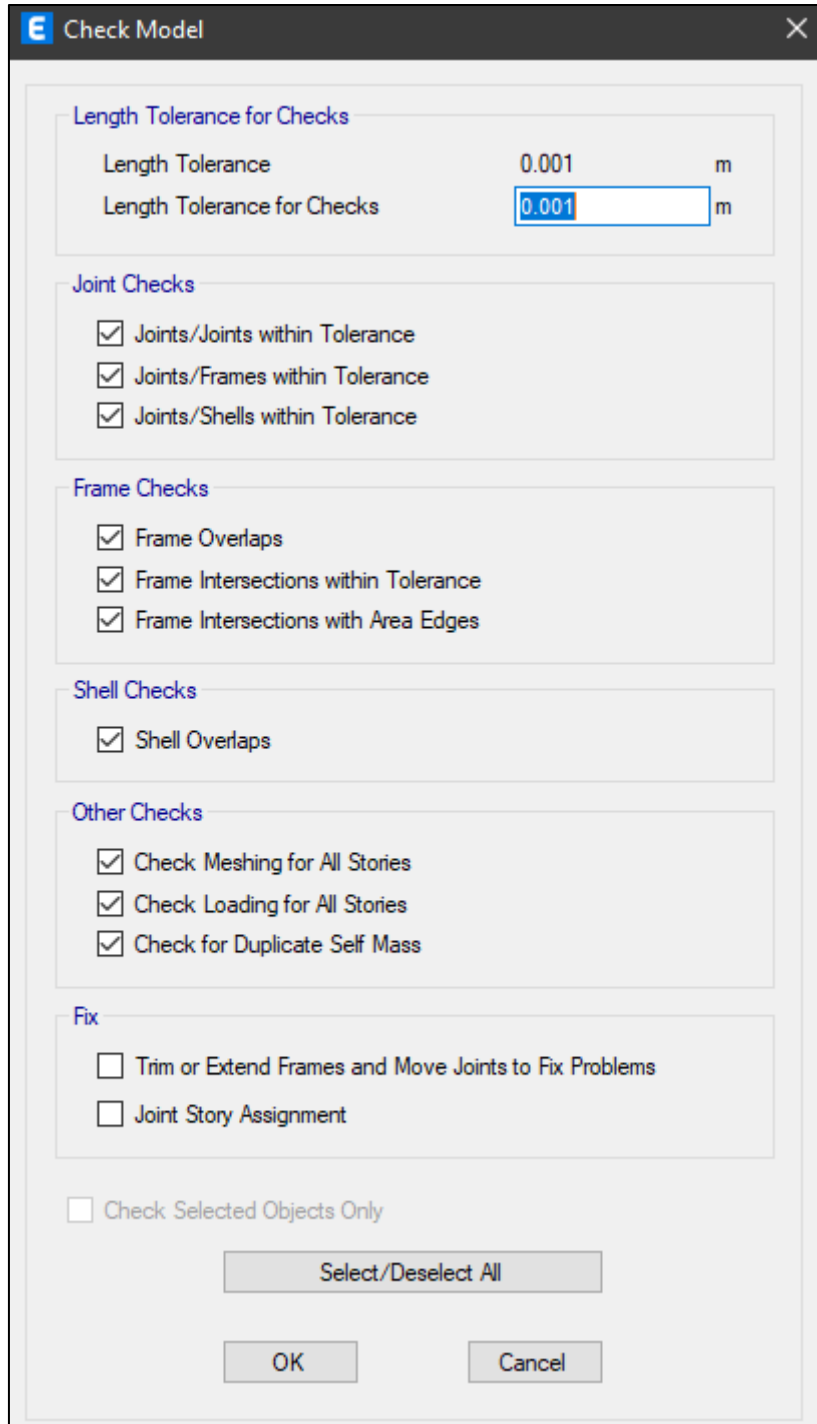 E Check Model
Length Tolerance for Checks
Length Tolerance 0.001 m
Length Tolerance for Checks 0.001 m
Joint Checks
Joints/Joints within Tolerance
Joints/Frames within Tolerance
Joints/Shells within Tolerance
Frame Checks
Frame Overlaps
Frame Intersections within Tolerance
Frame Intersections with Area Edges
Shell Checks
Shell Overlaps
Other Checks
Check Meshing for All Stories
Check Loading for All Stories
Check for Duplicate Self Mass
Fix
Trim or Extend Frames and Move Joints to Fix Problems
Joint Story Assignment
Check Selected Objects Only
Select/Deselect All
OK Cancel